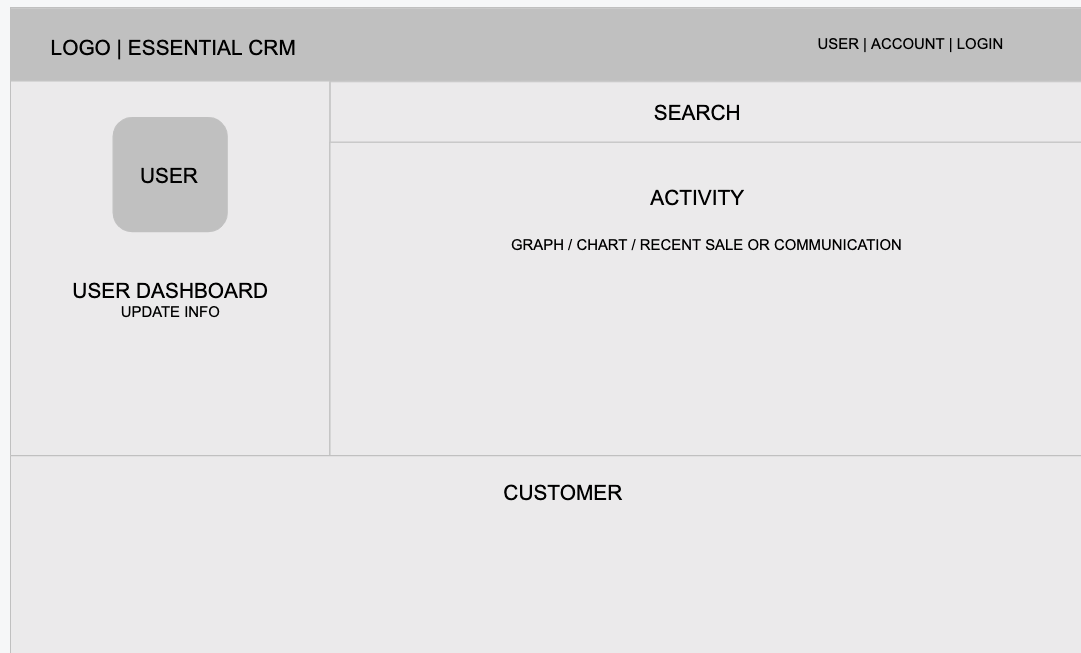 LOGO | ESSENTIAL CRM
USER | ACCOUNT | LOGIN
USER
USER DASHBOARD
UPDATE INFO
SEARCH
ACTIVITY
GRAPH / CHART / RECENT SALE OR COMMUNICATION
CUSTOMER